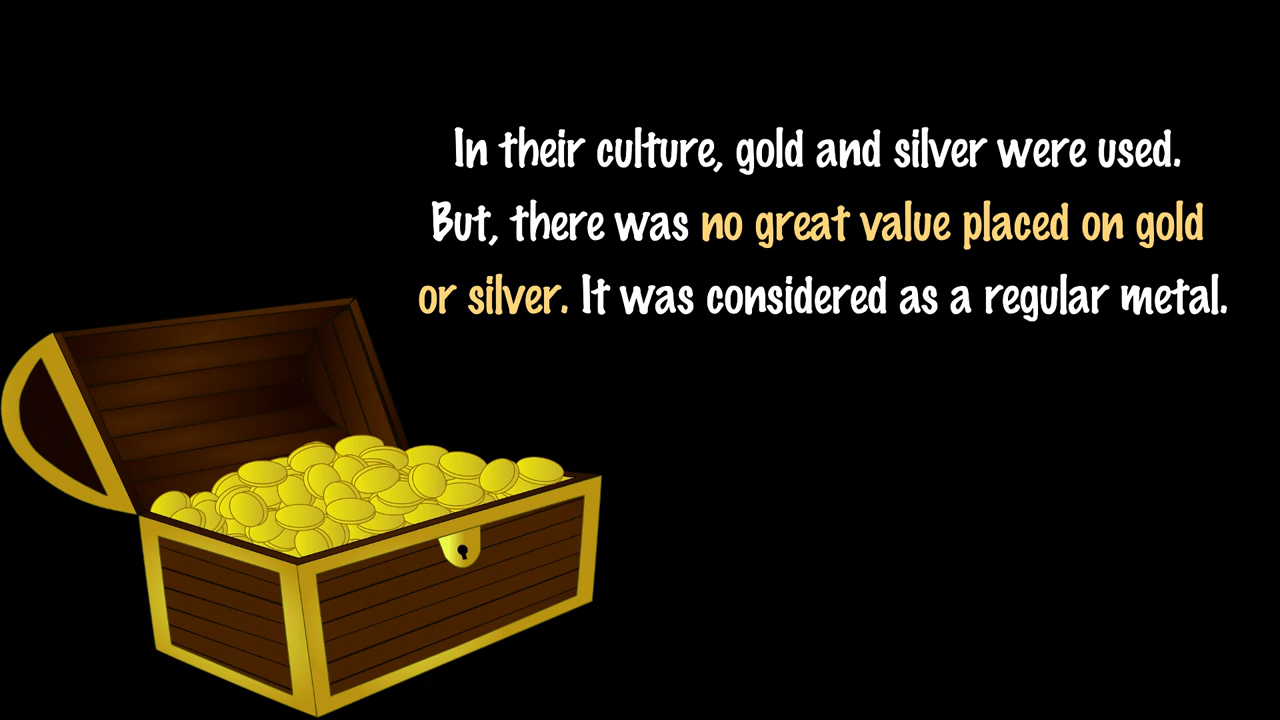 In their culture, gold and silver were used.
But, there was no great value placed on gold
or silver. It was considered as a regular metal.